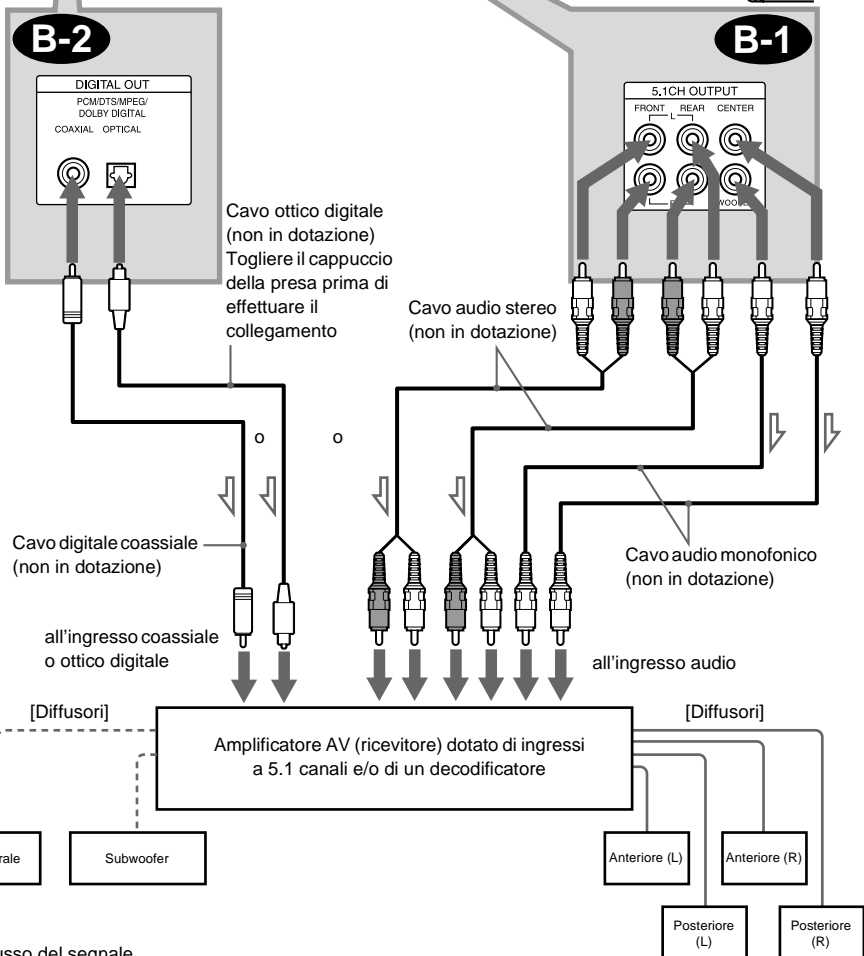 B-2
B-1
DIGITAL OUT
PCM/DTS/MPEG/
DOLBY DIGITAL
COAXIAL OPTICAL
5.1CH OUTPUT
FRONT REAR CENTER
L
Cavo ottico digitale
(non in dotazione)
Togliere il cappuccio
della presa prima di
effettuare il
collegamento
Cavo audio stereo
(non in dotazione)
o
o
Cavo digitale coassiale
(non in dotazione)
Cavo audio monofonico
(non in dotazione)
all'ingresso coassiale
o ottico digitale
all'ingresso audio
[Diffusori]
[Diffusori]
Amplificatore AV (ricevitore) dotato di ingressi
a 5.1 canali e/o di un decodificatore
rale
Subwoofer
Anteriore (L)
Anteriore (R)
Posteriore
(L)
Posteriore
(R)
usso del segnale